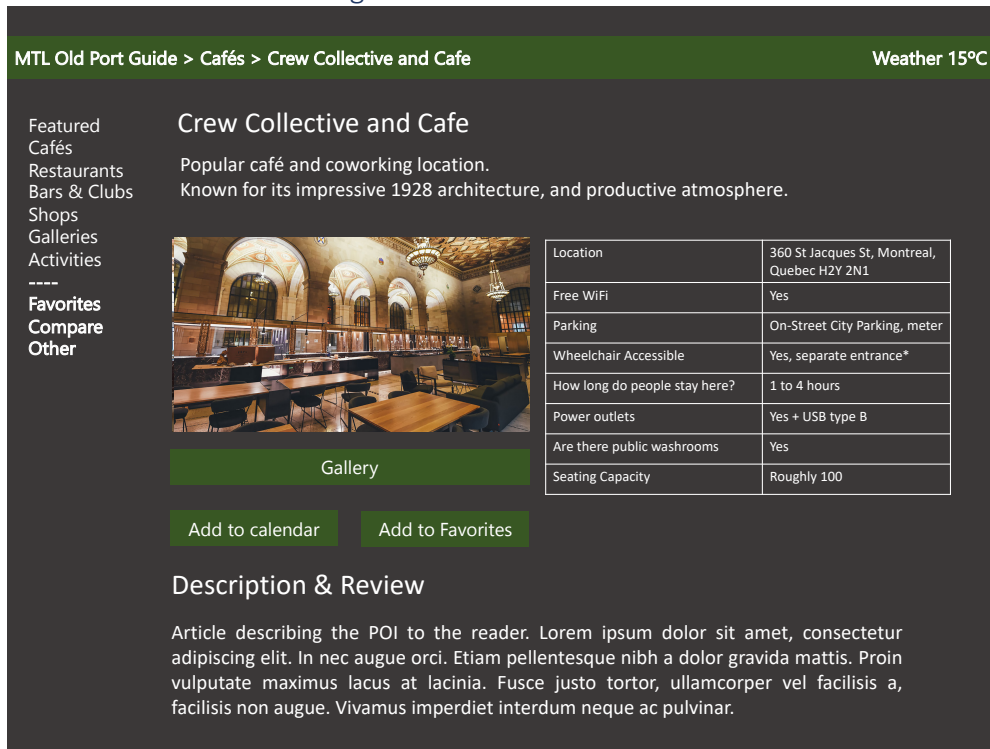 MTL Old Port Guide > Cafés > Crew Collective and Cafe
Weather 15ºC
Featured
Cafés
Restaurants
Bars & Clubs
Shops
Galleries
Activities
----
Favorites
Compare
Other
Crew Collective and Cafe
Popular café and coworking location.
Known for its impressive 1928 architecture, and productive atmosphere.
Location
360 St Jacques St, Montreal,
Quebec H2Y 2N1
Free WiFi
Yes
Parking
On-Street City Parking, meter
Wheelchair Accessible
Yes, separate entrance*
How long do people stay here?
1 to 4 hours
Power outlets
Yes + USB type B
Are there public washrooms
Yes
Seating Capacity
Roughly 100
Gallery
Add to calendar
Add to Favorites
Description & Review
Article describing the POI to the reader. Lorem ipsum dolor sit amet, consectetur
adipiscing elit. In nec augue orci. Etiam pellentesque nibh a dolor gravida mattis. Proin
vulputate maximus lacus at lacinia. Fusce justo tortor, ullamcorper vel facilisis a,
facilisis non augue. Vivamus imperdiet interdum neque ac pulvinar.